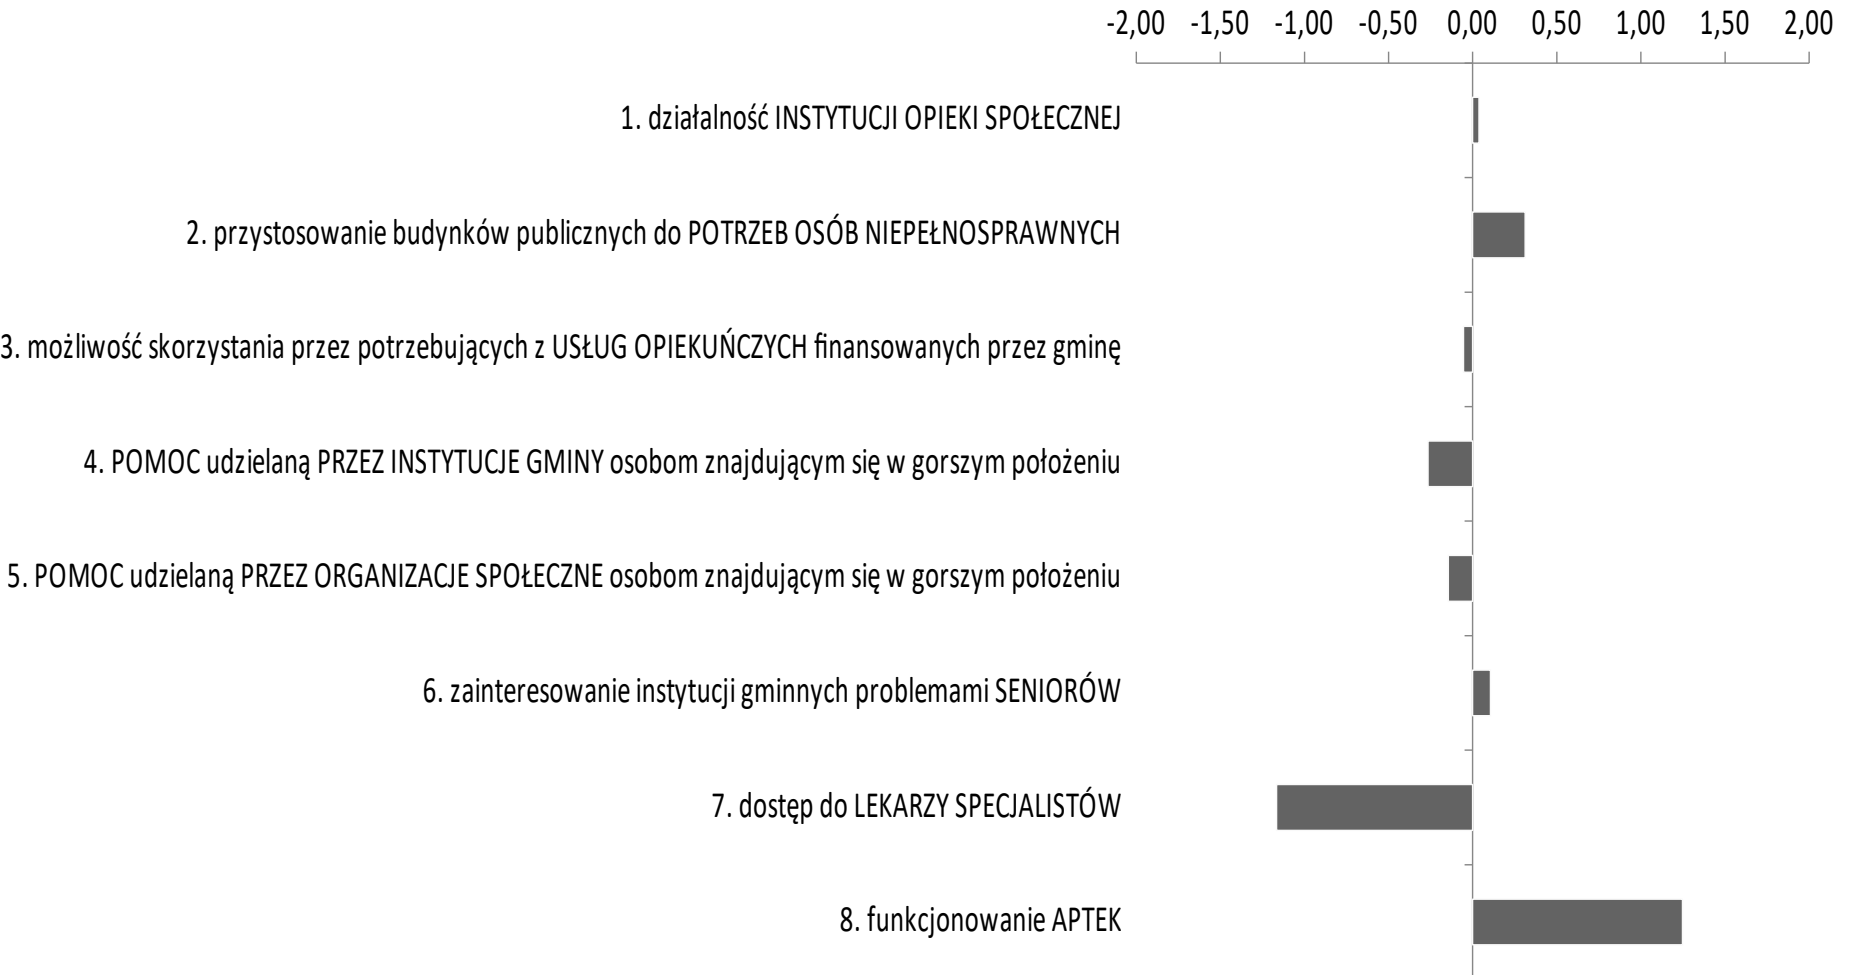 -2,00 -1,50 -1,00 -0,50 0,00 0,50 1,00 1,50 2,00
1. działalność INSTYTUCJI OPIEKI SPOŁECZNEJ
2. przystosowanie budynków publicznych do POTRZEB OSÓB NIEPEŁNOSPRAWNYCH
3. możliwość skorzystania przez potrzebujących z USŁUG OPIEKUŃCZYCH finansowanych przez gminę
4. POMOC udzielaną PRZEZ INSTYTUCJE GMINY osobom znajdującym się w gorszym położeniu
5. POMOC udzielaną PRZEZ ORGANIZACJE SPOŁECZNE osobom znajdującym się w gorszym położeniu
6. zainteresowanie instytucji gminnych problemami SENIORÓW
7. dostęp do LEKARZY SPECJALISTÓW
8. funkcjonowanie APTEK